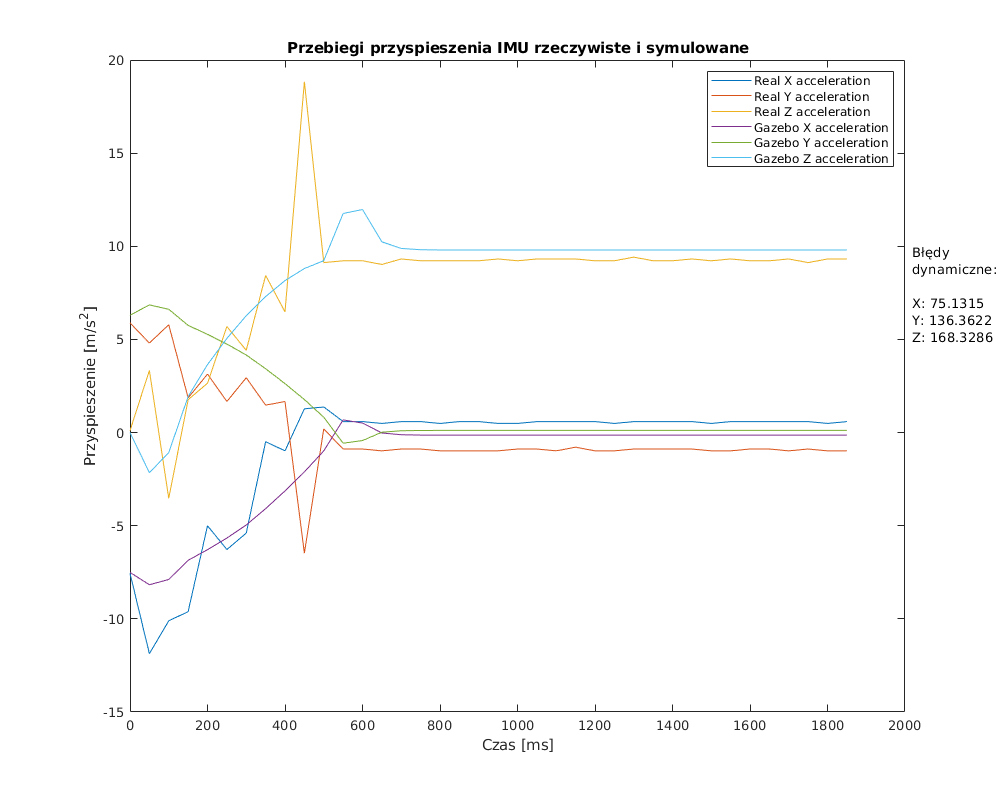 Przebiegi przyspieszenia IMU rzeczywiste i symulowane
20
15
10
5
0
-5
-10
-15
Przyspieszenie [m/s²]
0 200 400 600 800 1000 1200 1400 1600 1800 2000
Czas [ms]
Real X acceleration
Real Y acceleration
Real Z acceleration
Gazebo X acceleration
Gazebo Y acceleration
Gazebo Z acceleration
Błędy
dynamiczne:
X: 75.1315
Y: 136.3622
Z: 168.3286